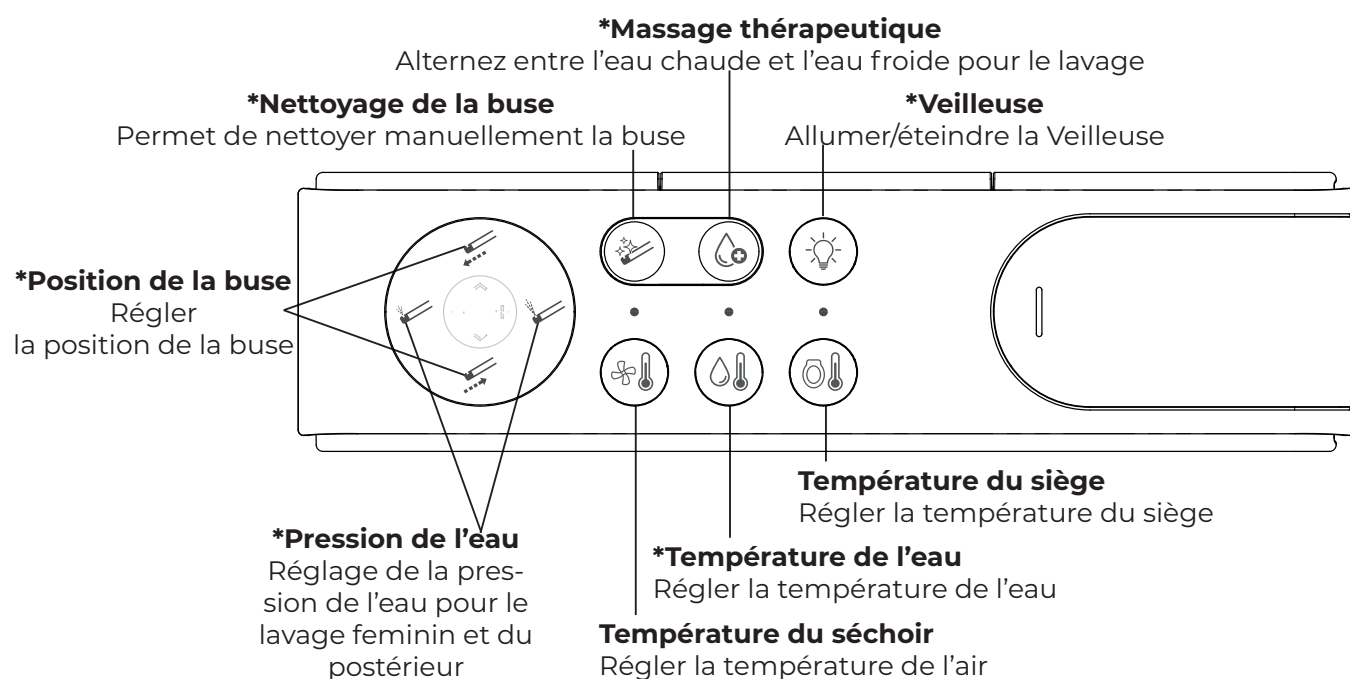 *Massage thérapeutique
Alternez entre l'eau chaude et l'eau froide pour le lavage
*Nettoyage de la buse
Permet de nettoyer manuellement la buse
*Veilleuse
Allumer/éteindre la Veilleuse
*Position de la buse
Régler
la position de la buse
Température du siège
Régler la température du siège
*Pression de l'eau
Réglage de la pres-
sion de l'eau pour le
lavage feminin et du
postérieur
*Température de l'eau
Régler la température de l'eau
Température du séchoir
Régler la température de l'air